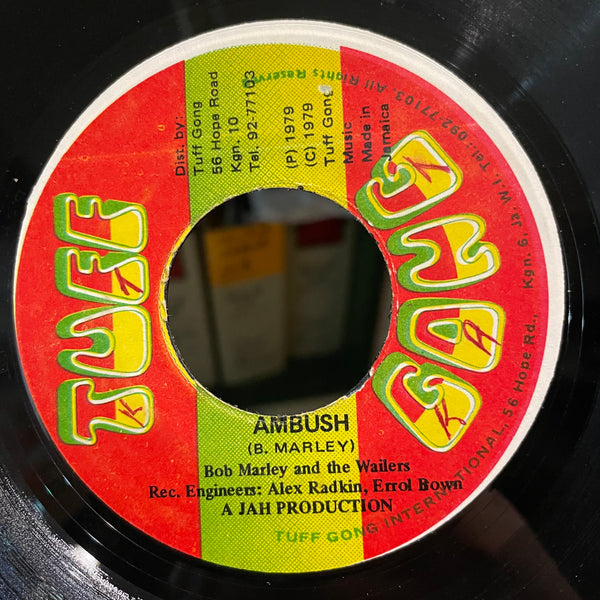 TUFF
GONG
Dist. by:
Tuff Gong
56 Hope Road
Kgn. 10
Tel. 92-77103
(P) 1979
(C) 1979
Tuff Gong
Music
Made in
Jamaica
AMBUSH
(B. MARLEY)
Bob Marley and the Wailers
Rec. Engineers: Alex Radkin, Errol Bown
A JAH PRODUCTION
TUFF GONG INTERNATIONAL, 56 Hope Rd., Kgn. 6, Ja. W.I. Tel.: 092-77103. All Rights Reserv